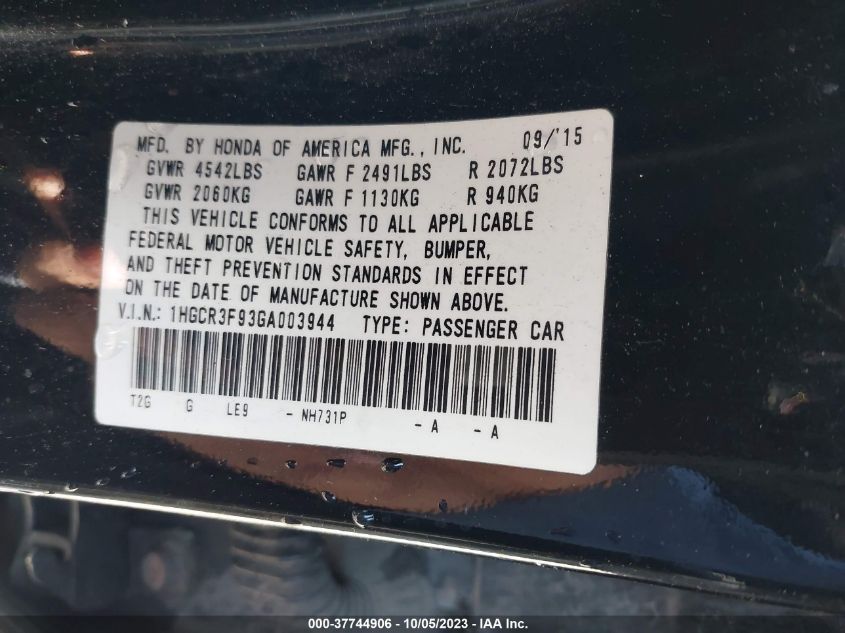 MFD. BY HONDA OF AMERICA MFG., INC. 09/'15
GVWR 4542LBS GAWR F 2491LBS R 2072LBS
GVWR 2060KG GAWR F 1130KG R 940KG
THIS VEHICLE CONFORMS TO ALL APPLICABLE
FEDERAL MOTOR VEHICLE SAFETY, BUMPER,
AND THEFT PREVENTION STANDARDS IN EFFECT
ON THE DATE OF MANUFACTURE SHOWN ABOVE.
V.I.N.: 1HGCR3F93GA003944 TYPE: PASSENGER CAR
T2G G LE9 - NH731P - A - A
000-37744906 - 10/05/2023 - IAA Inc.